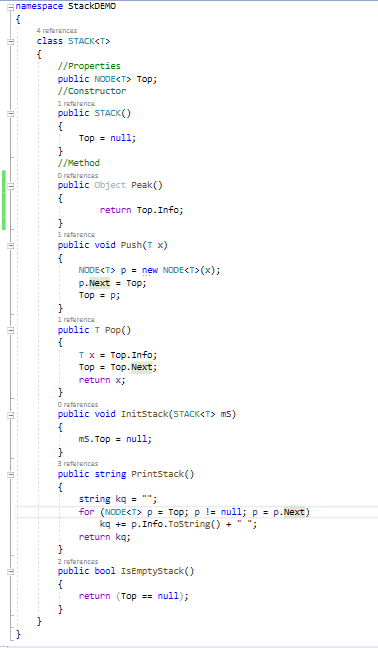 namespace StackDEMO
{
4 references
class STACK<T>
{
//Properties
public NODE<T> Top;
//Constructor
1 reference
public STACK()
{
Top = null;
}
//Method
0 references
public Object Peak()
{
return Top.Info;
}
1 reference
public void Push(T x)
{
NODE<T> p = new NODE<T>(x);
p.Next = Top;
Top = p;
}
1 reference
public T Pop()
{
T x = Top.Info;
Top = Top.Next;
return x;
}
0 references
public void InitStack(STACK<T> mS)
{
mS.Top = null;
}
3 references
public string PrintStack()
{
string kq = "";
for (NODE<T> p = Top; p != null; p = p.Next)
kq += p.Info.ToString() + " ";
return kq;
}
2 references
public bool IsEmptyStack()
{
return (Top == null);
}
}
}